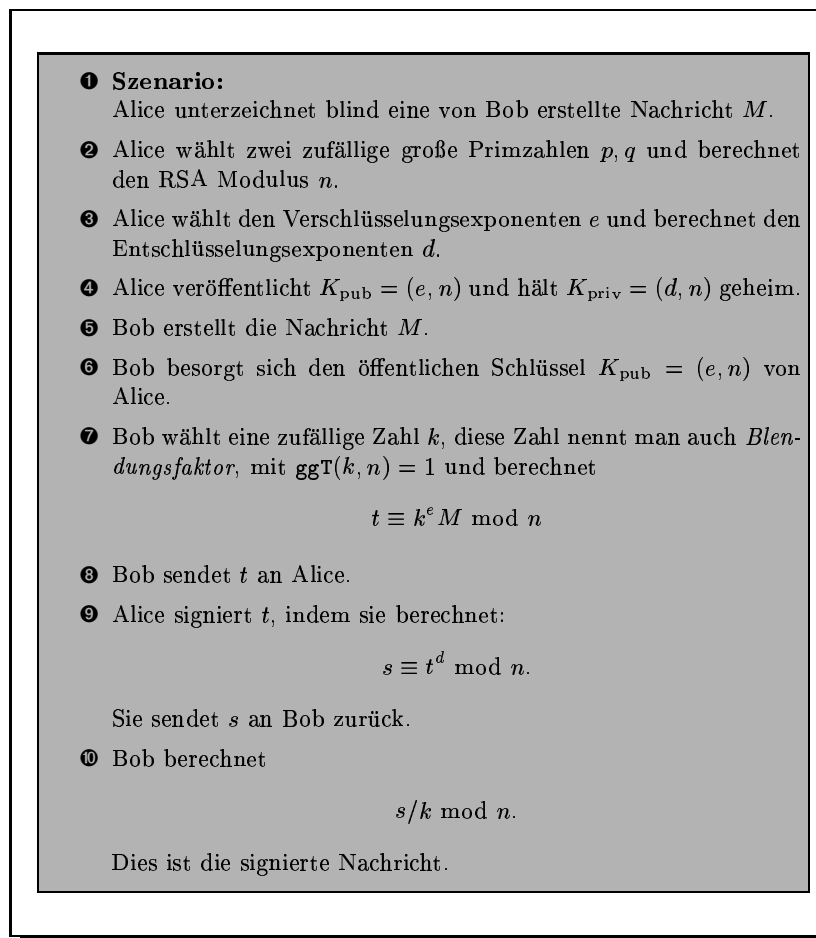 ❶ Szenario:
Alice unterzeichnet blind eine von Bob erstellte Nachricht M.
❷ Alice wählt zwei zufällige große Primzahlen p, q und berechnet
den RSA Modulus n.
❸ Alice wählt den Verschlüsselungsexponenten e und berechnet den
Entschlüsselungsexponenten d.
❹ Alice veröffentlicht K_pub = (e, n) und hält K_priv = (d, n) geheim.
❺ Bob erstellt die Nachricht M.
❻ Bob besorgt sich den öffentlichen Schlüssel K_pub = (e, n) von
Alice.
❼ Bob wählt eine zufällige Zahl k, diese Zahl nennt man auch Blen-
dungsfaktor, mit ggT(k, n) = 1 und berechnet
t ≡ k^e M mod n
❽ Bob sendet t an Alice.
❾ Alice signiert t, indem sie berechnet:
s ≡ t^d mod n.
Sie sendet s an Bob zurück.
❿ Bob berechnet
s/k mod n.
Dies ist die signierte Nachricht.